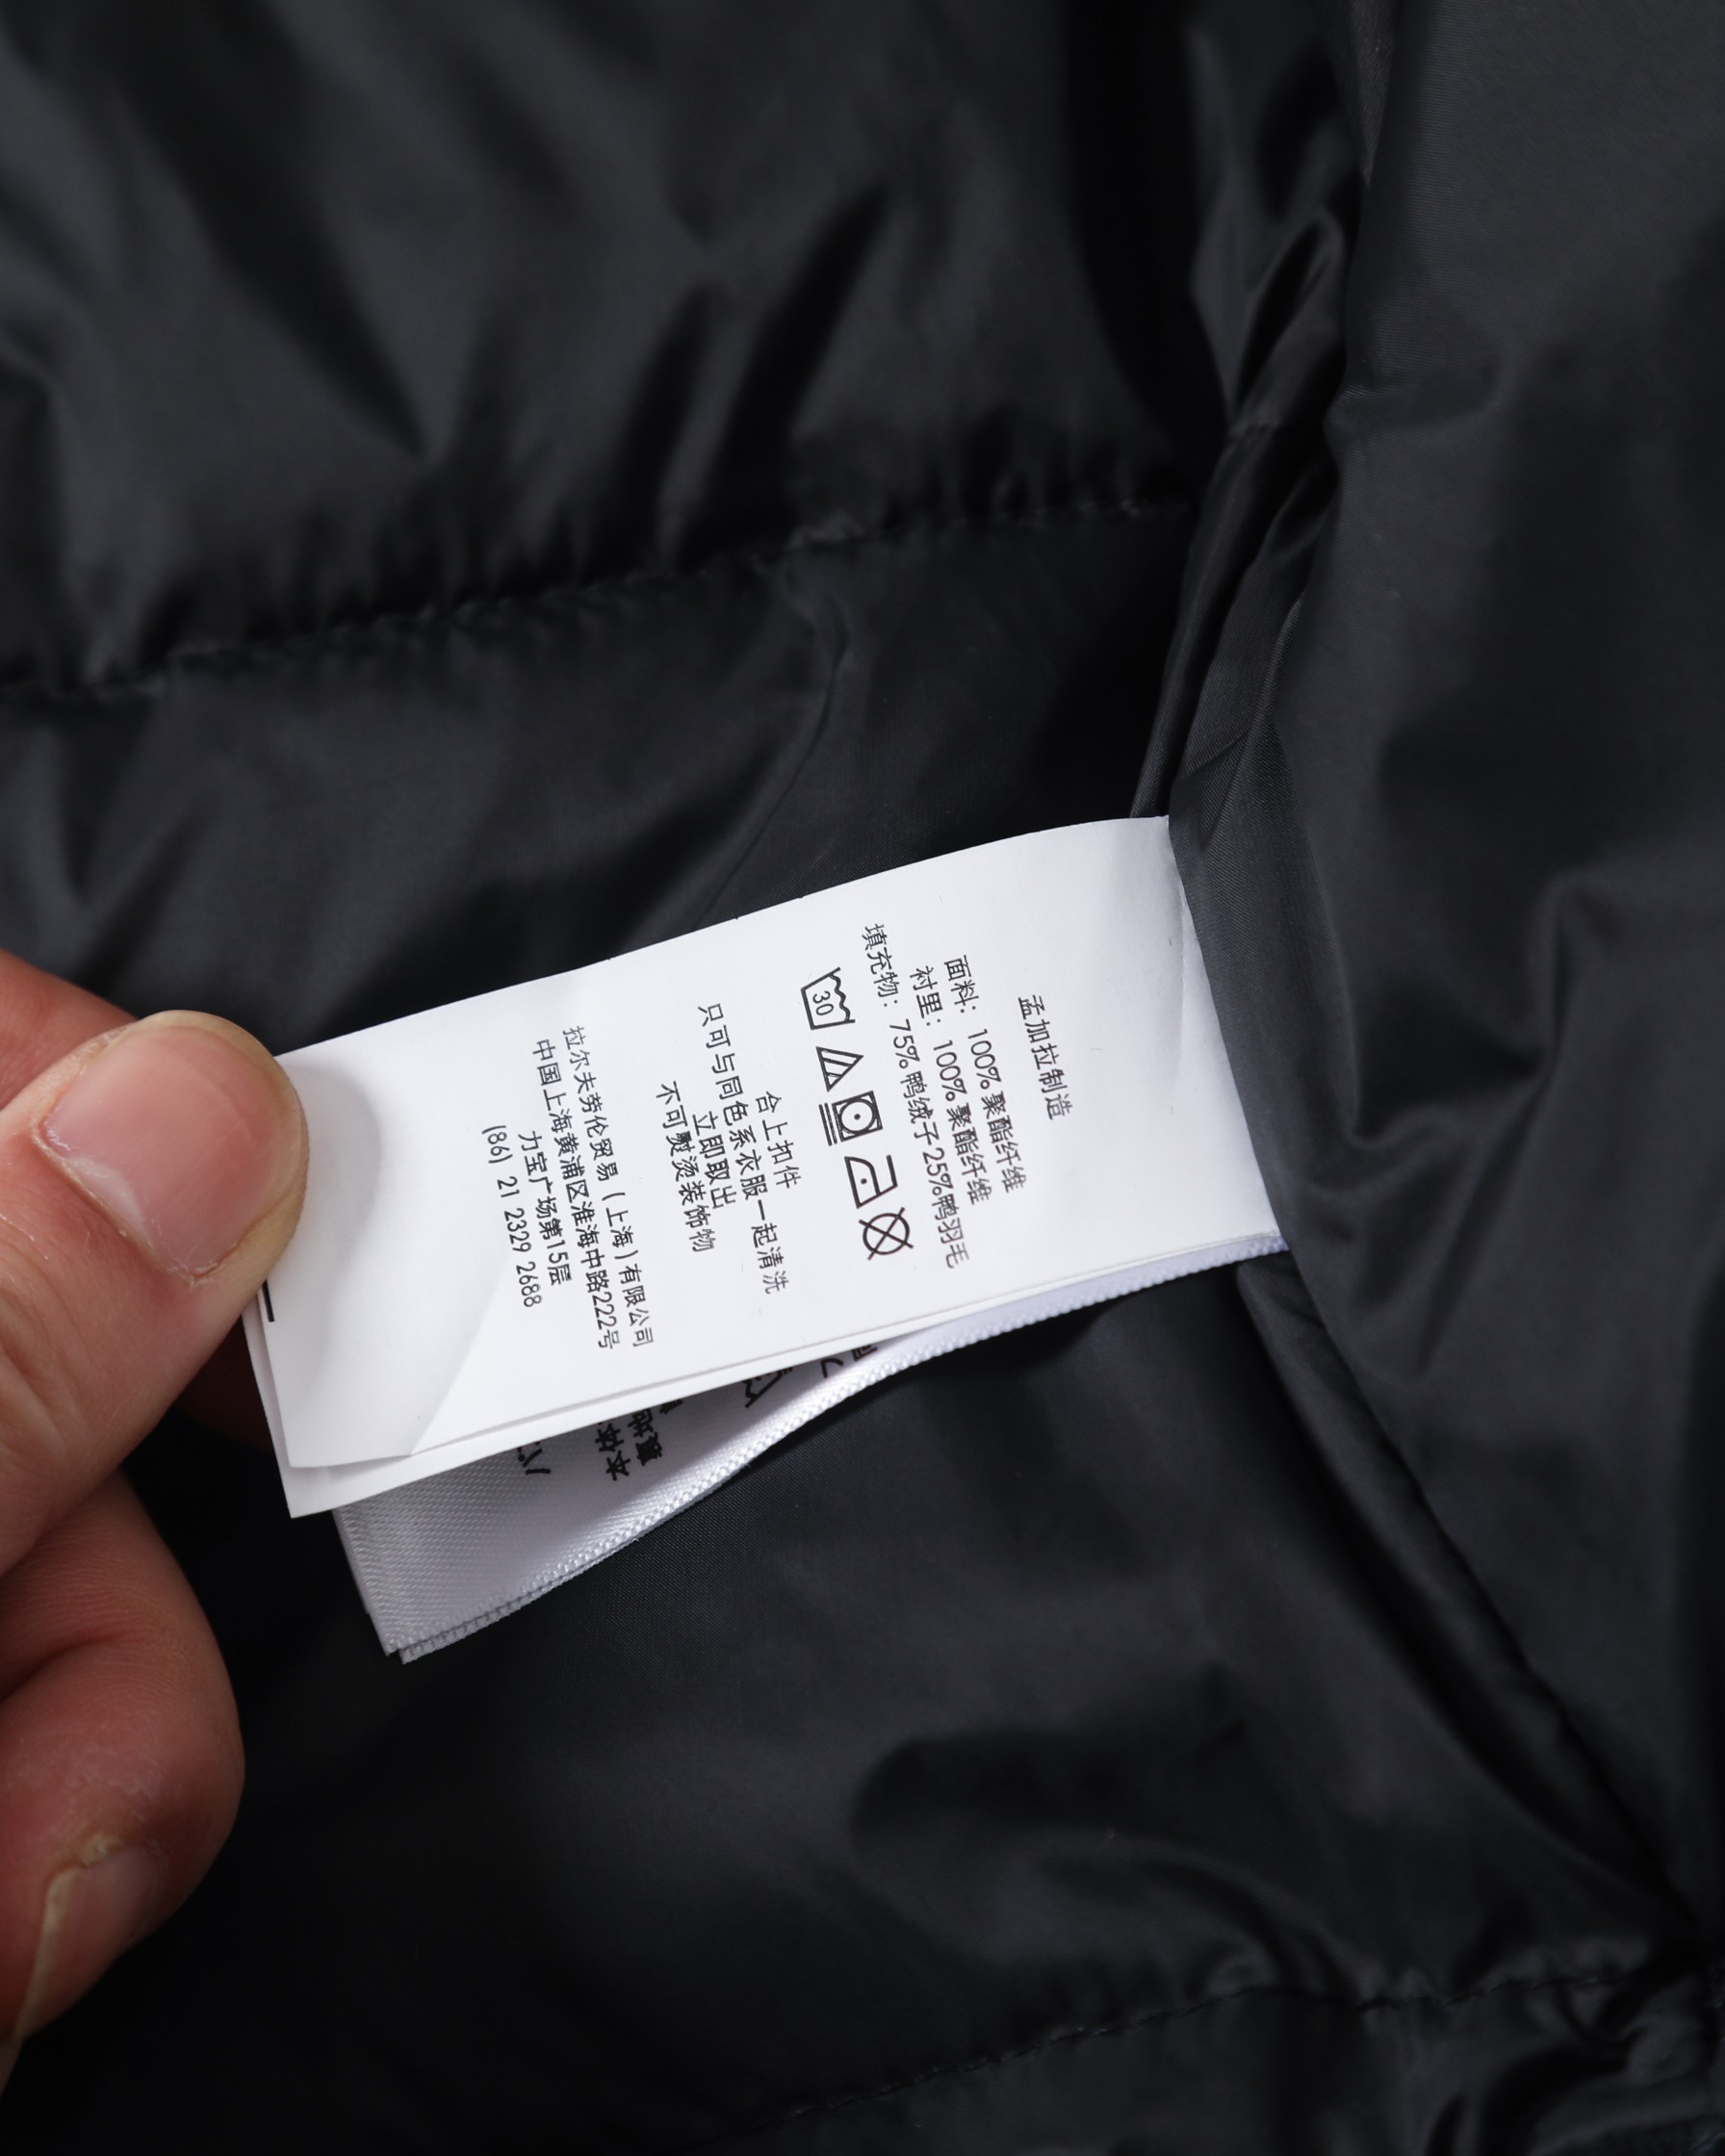 孟加拉制造
面料: 100% 聚酯纤维
衬里: 100% 聚酯纤维
填充物: 75% 鸭绒子 25%鸭羽毛
30
合上扣件
只可与同色系衣服一起清洗
立即取出
不可熨烫装饰物
拉尔夫劳伦贸易 (上海) 有限公司
中国上海黄浦区淮海中路222号
力宝广场第15层
(86) 21 2329 2688
本体